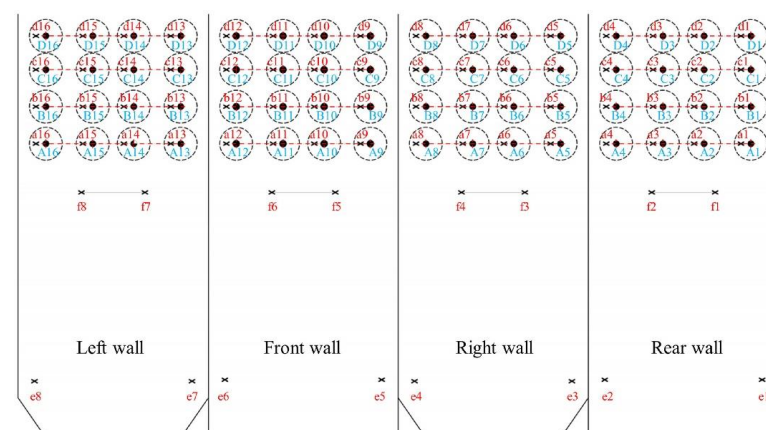 d16 d15 d14 d13 d12 d11 d10 d9 d8 d7 d6 d5 d4 d3 d2 d1
D16 D15 D14 D13 D12 D11 D10 D9 D8 D7 D6 D5 D4 D3 D2 D1
c16 c15 c14 c13 c12 c11 c10 c9 c8 c7 c6 c5 c4 c3 c2 c1
C16 C15 C14 C13 C12 C11 C10 C9 C8 C7 C6 C5 C4 C3 C2 C1
b16 b15 b14 b13 b12 b11 b10 b9 b8 b7 b6 b5 b4 b3 b2 b1
B16 B15 B14 B13 B12 B11 B10 B9 B8 B7 B6 B5 B4 B3 B2 B1
a16 a15 a14 a13 a12 a11 a10 a9 a8 a7 a6 a5 a4 a3 a2 a1
A16 A15 A14 A13 A12 A11 A10 A9 A8 A7 A6 A5 A4 A3 A2 A1
f8 f7 f6 f5 f4 f3 f2 f1
Left wall Front wall Right wall Rear wall
e8 e7 e6 e5 e4 e3 e2 e1